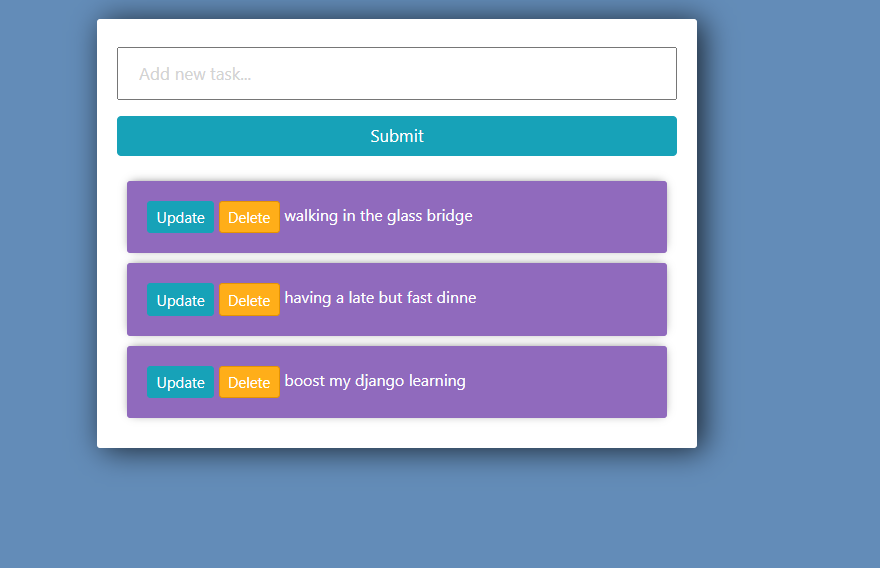 Add new task...
Submit
Update Delete walking in the glass bridge
Update Delete having a late but fast dinne
Update Delete boost my django learning